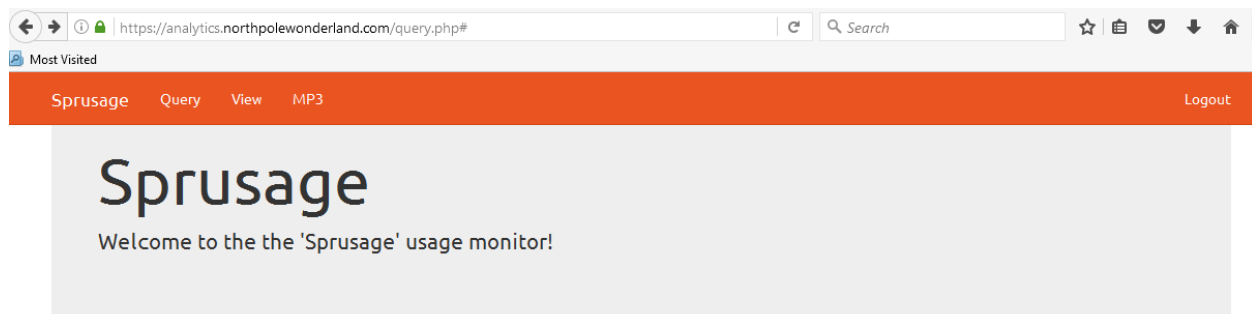 https://analytics.northpolewonderland.com/query.php#
Search
Most Visited
Sprusage Query View MP3 Logout
Sprusage
Welcome to the the 'Sprusage' usage monitor!